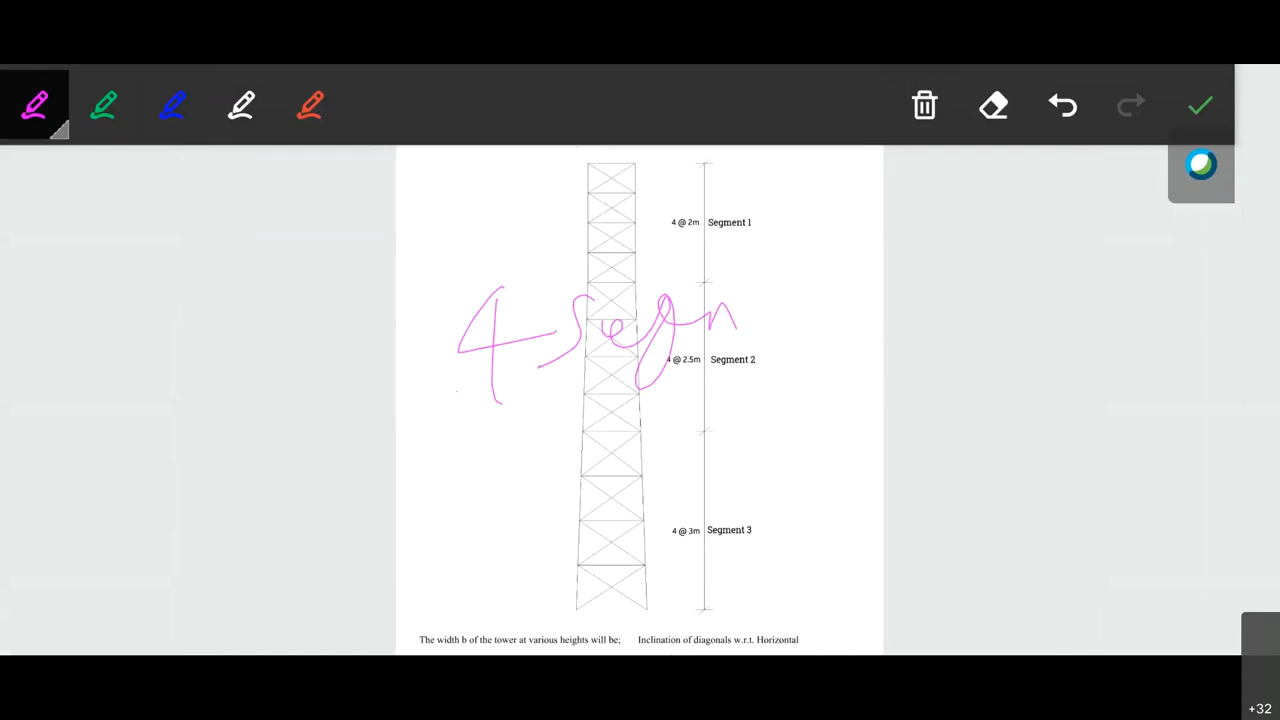 4 @ 2m Segment 1
4 segm
4 @ 2.5m Segment 2
4 @ 3m Segment 3
The width b of the tower at various heights will be; Inclination of diagonals w.r.t. Horizontal
+32